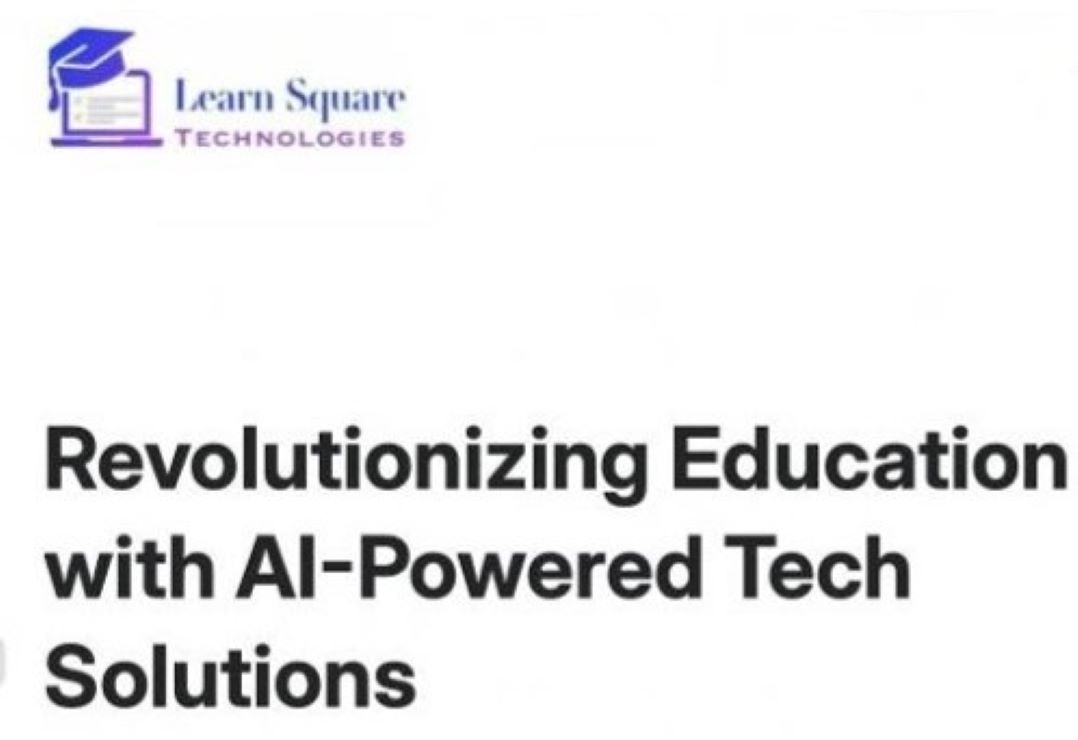 Learn Square
TECHNOLOGIES
Revolutionizing Education
with AI-Powered Tech
Solutions